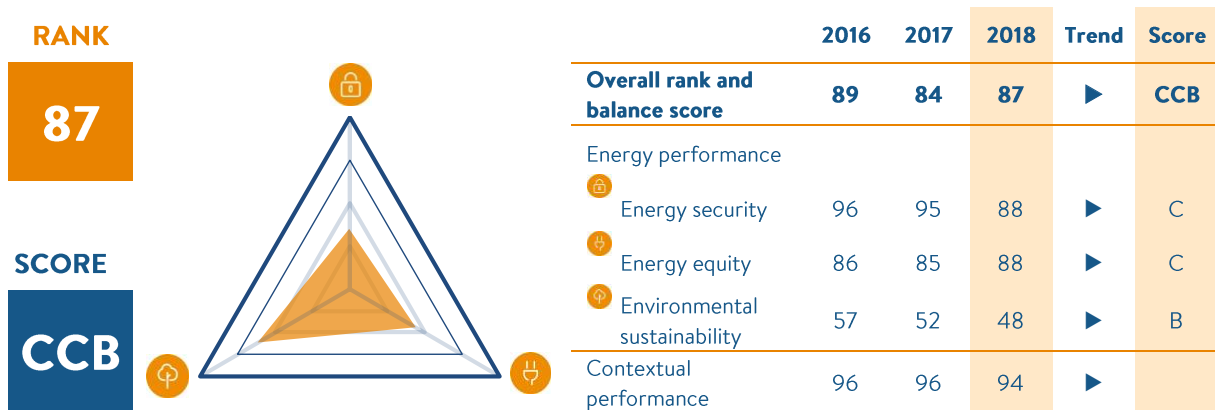 RANK
87
SCORE
CCB
2016 2017 2018 Trend Score
Overall rank and
balance score 89 84 87 CCB
Energy performance
Energy security 96 95 88 C
Energy equity 86 85 88 C
Environmental
sustainability 57 52 48 B
Contextual
performance 96 96 94